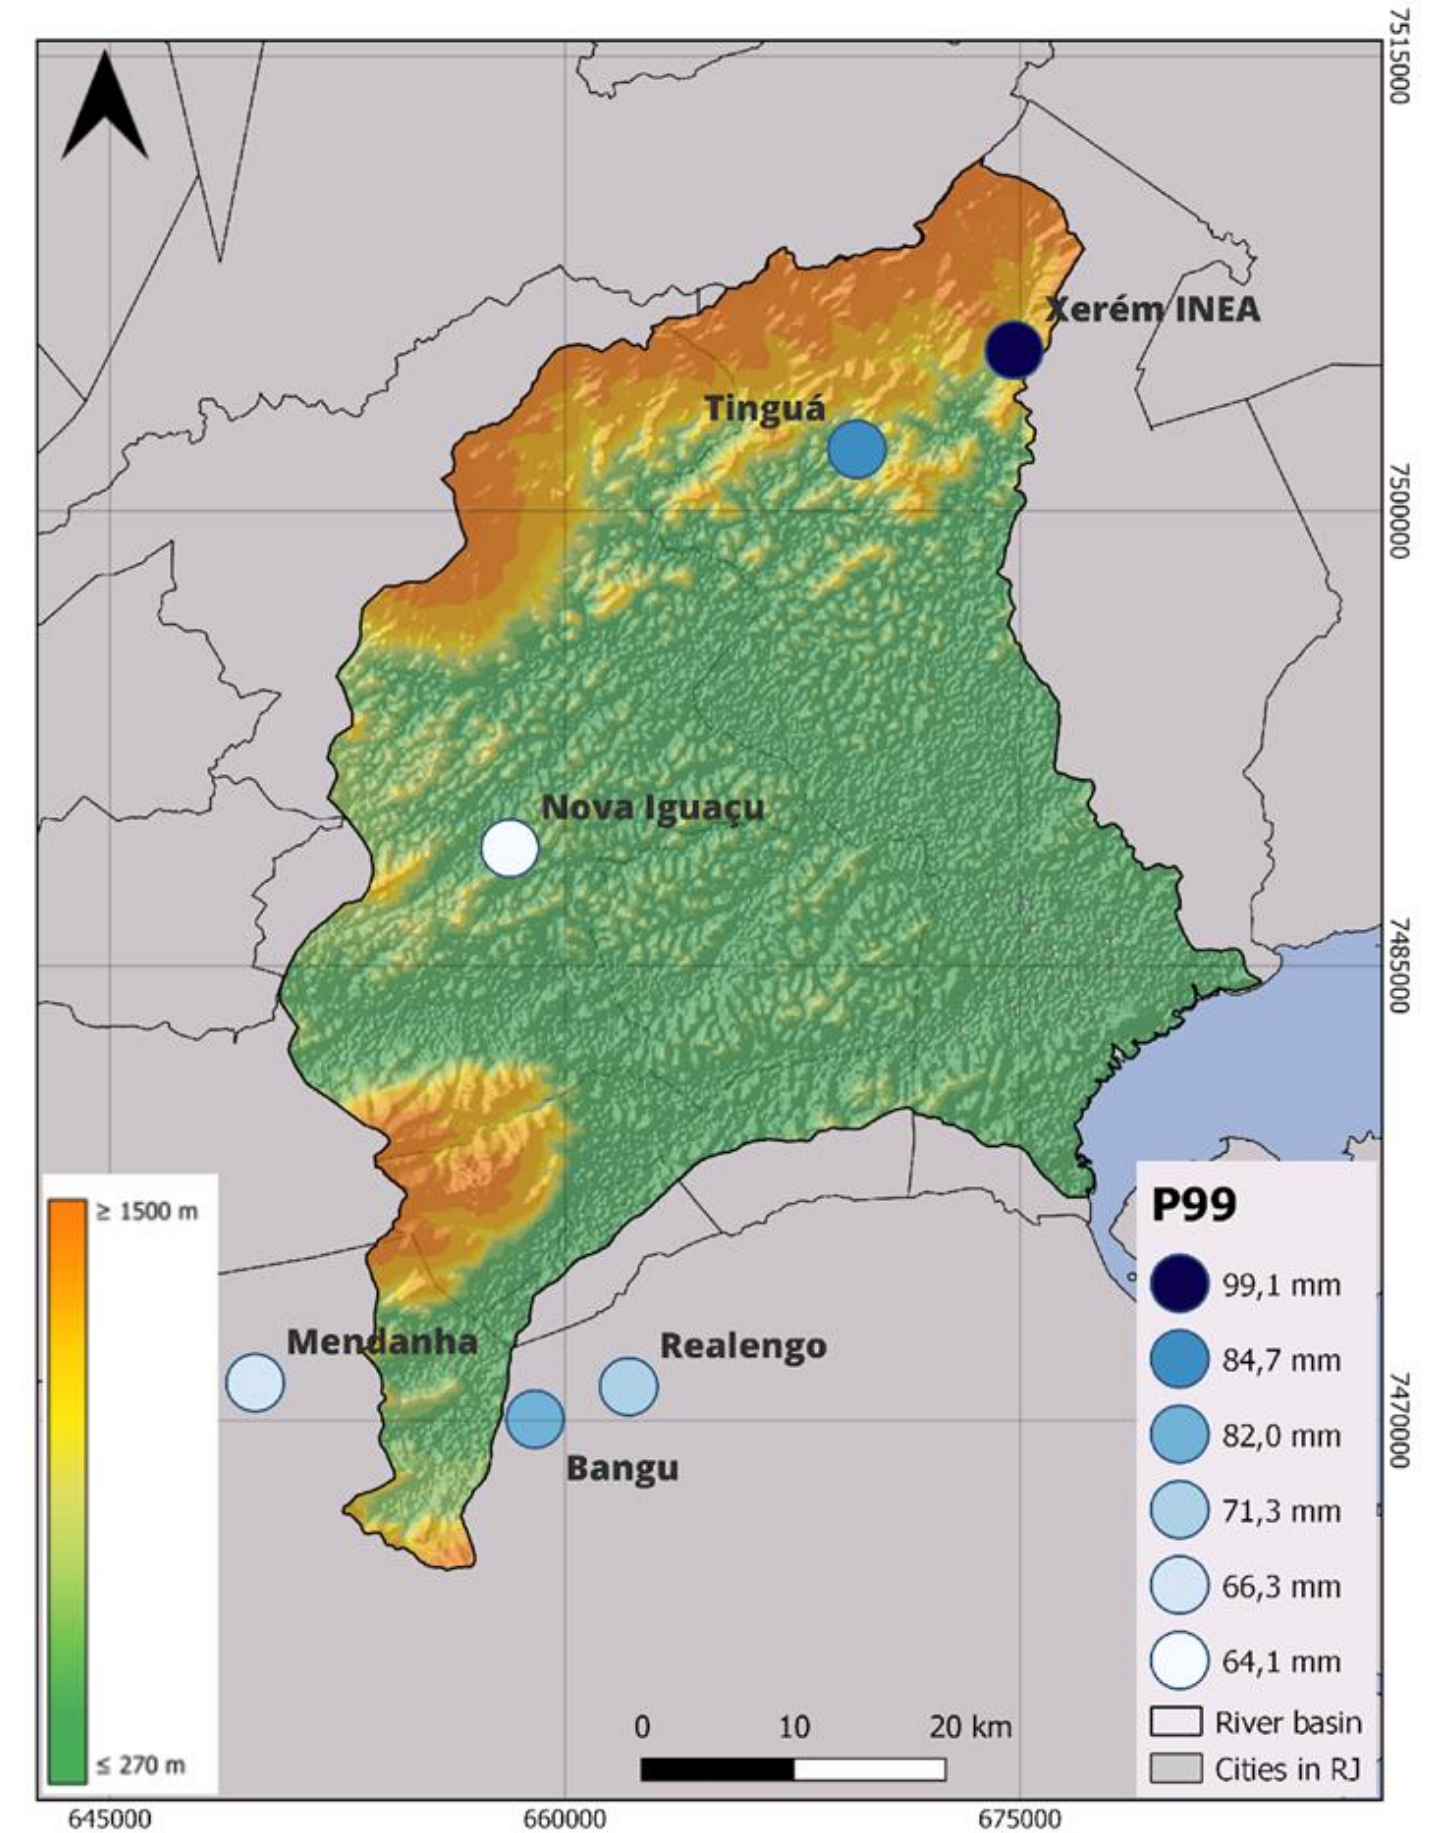 7515000
Xerém INEA
Tinguá
7500000
Nova Iguaçu
7485000
≥ 1500 m
P99
99,1 mm
84,7 mm
82,0 mm
71,3 mm
66,3 mm
64,1 mm
River basin
Cities in RJ
Mendanha
Realengo
Bangu
7470000
0 10 20 km
≤ 270 m
645000 660000 675000